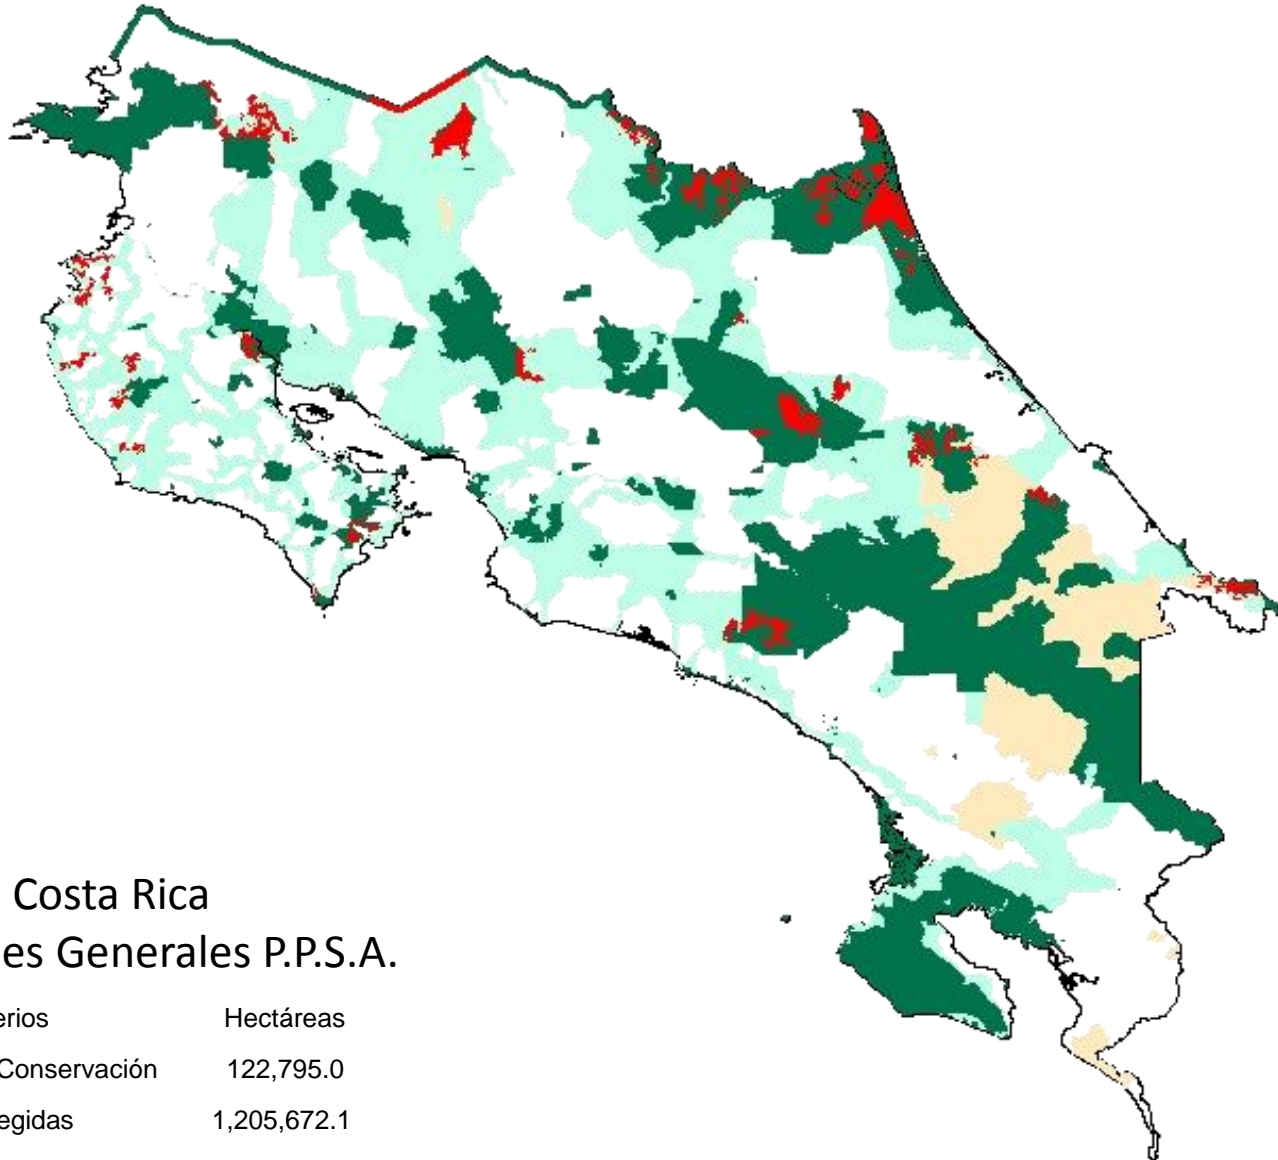 Costa Rica
es Generales P.P.S.A.
erios Hectáreas
Conservación 122,795.0
egidas 1,205,672.1